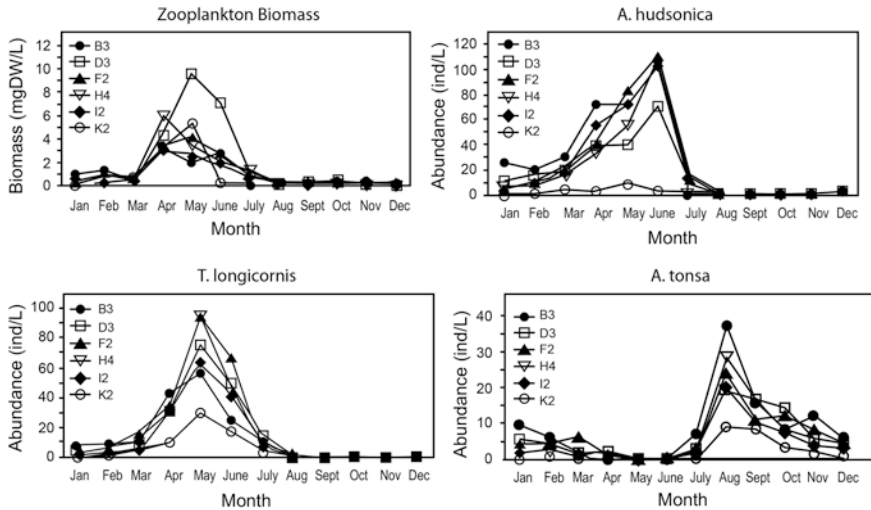 Zooplankton Biomass
Biomass (mgDW/L)
12
10
8
6
4
2
0
B3
D3
F2
H4
I2
K2
Jan Feb Mar Apr May June July Aug Sept Oct Nov Dec
Month
A. hudsonica
Abundance (ind/L)
120
100
80
60
40
20
0
B3
D3
F2
H4
I2
K2
Jan Feb Mar Apr May June July Aug Sept Oct Nov Dec
Month
T. longicornis
Abundance (ind/L)
100
80
60
40
20
0
B3
D3
F2
H4
I2
K2
Jan Feb Mar Apr May June July Aug Sept Oct Nov Dec
Month
A. tonsa
Abundance (ind/L)
40
30
20
10
0
B3
D3
F2
H4
I2
K2
Jan Feb Mar Apr May June July Aug Sept Oct Nov Dec
Month